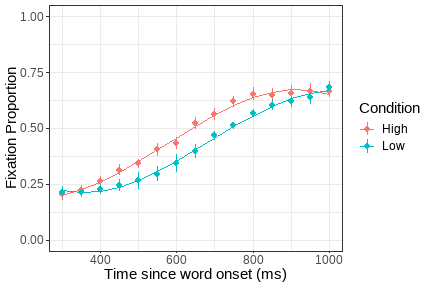 1.00
0.75
0.50
0.25
0.00
Fixation Proportion
400
600
800
1000
Time since word onset (ms)
Condition
High
Low